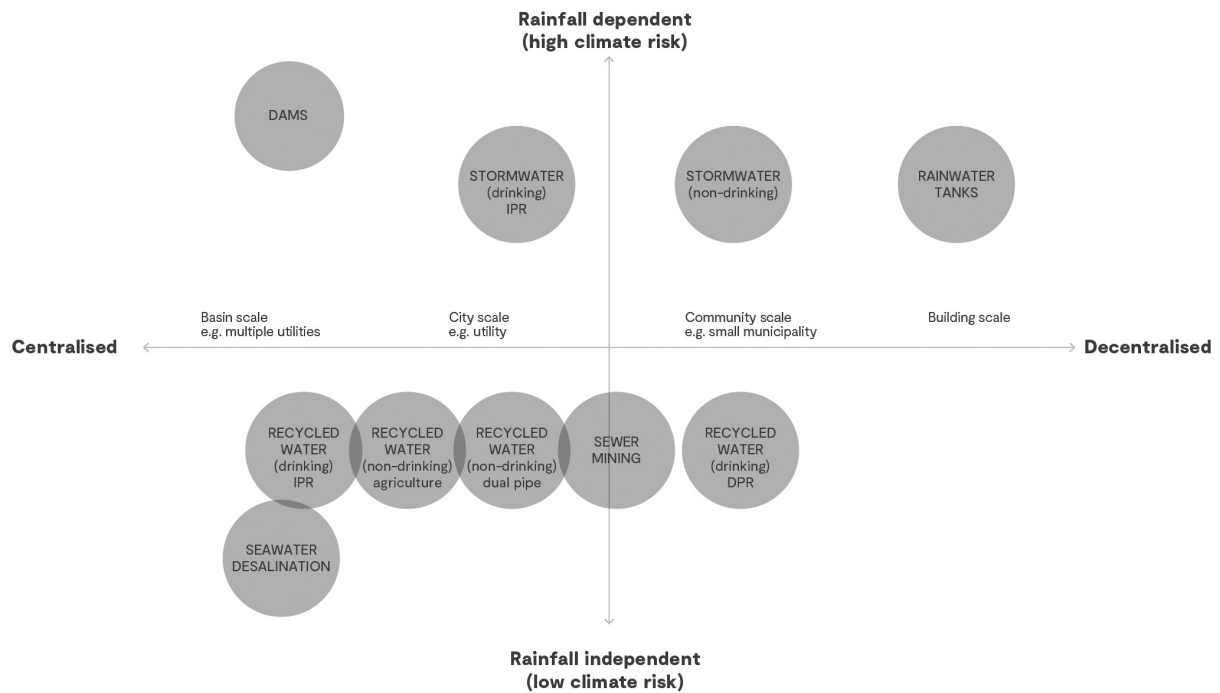 Rainfall dependent
(high climate risk)
DAMS
STORMWATER
(drinking)
IPR
STORMWATER
(non-drinking)
RAINWATER
TANKS
Basin scale
e.g. multiple utilities
City scale
e.g. utility
Community scale
e.g. small municipality
Building scale
Centralised
Decentralised
RECYCLED
WATER
(drinking)
IPR
RECYCLED
WATER
(non-drinking)
agriculture
RECYCLED
WATER
(non-drinking)
dual pipe
SEWER
MINING
RECYCLED
WATER
(drinking)
DPR
SEAWATER
DESALINATION
Rainfall independent
(low climate risk)